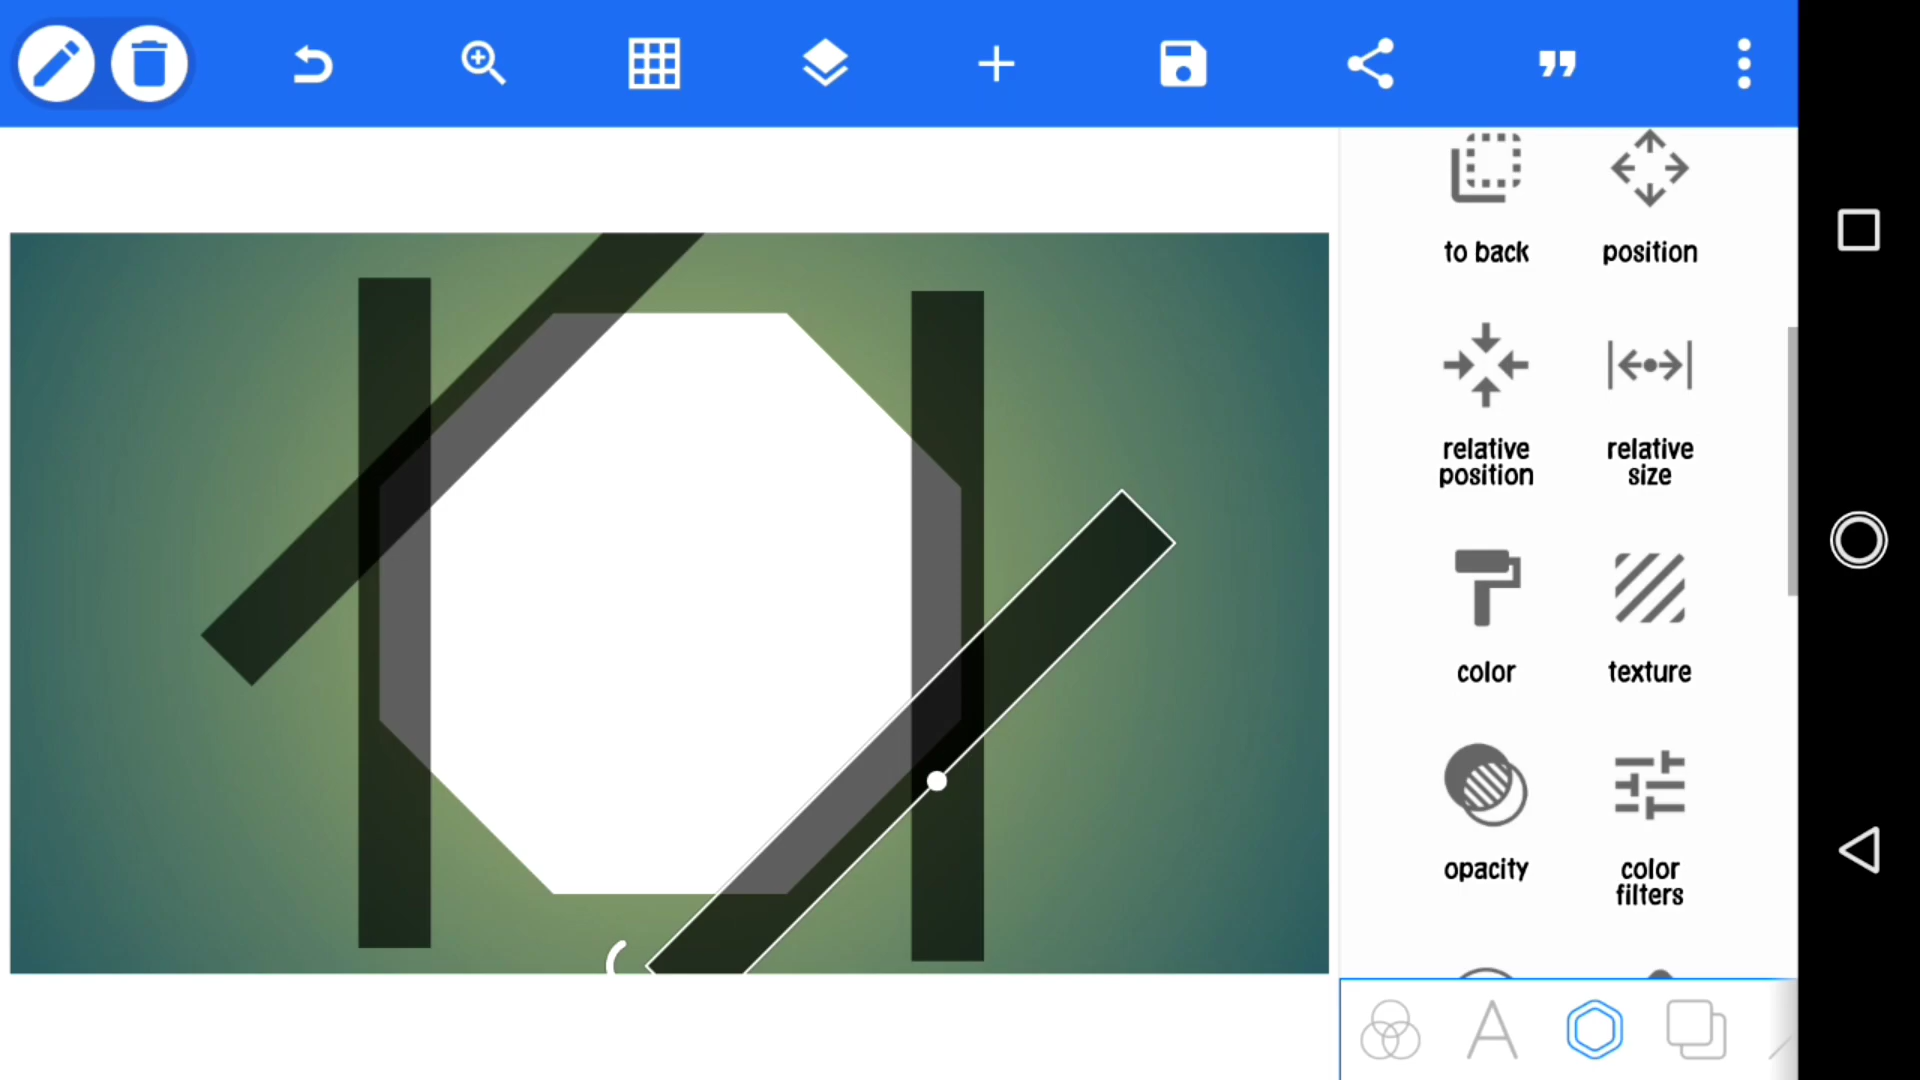 to back
position
relative
position
relative
size
color
texture
opacity
color
filters